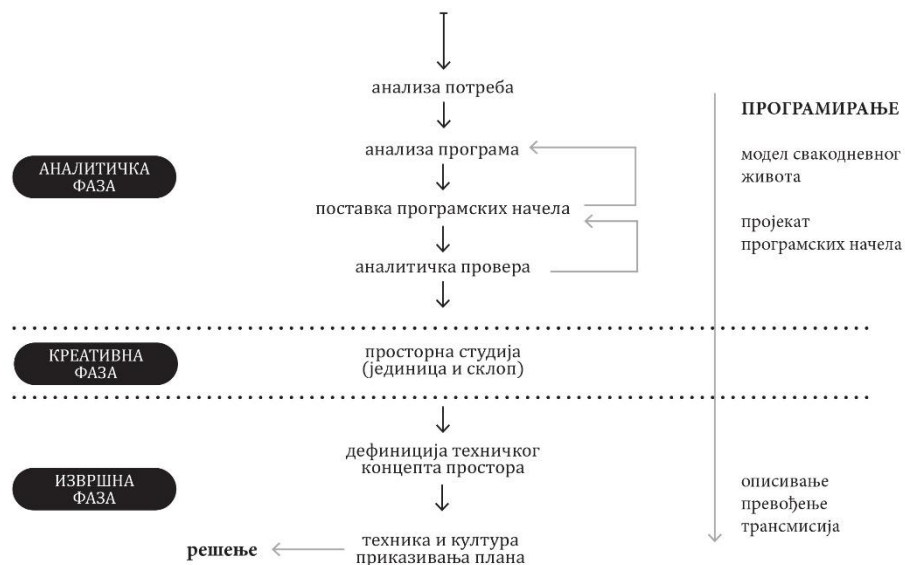 анализа потреба
ПРОГРАМИРАЊЕ
анализа програма
АНАЛИТИЧКА
ФАЗА
модел свакодневног
живота
поставка програмских начела
пројекат
програмских начела
аналитичка провера
КРЕАТИВНА
ФАЗА
просторна студија
(јединица и склоп)
дефиниција техничког
концепта простора
ИЗВРШНА
ФАЗА
описивање
превођење
трансмисија
решење
техника и култура
приказивања плана